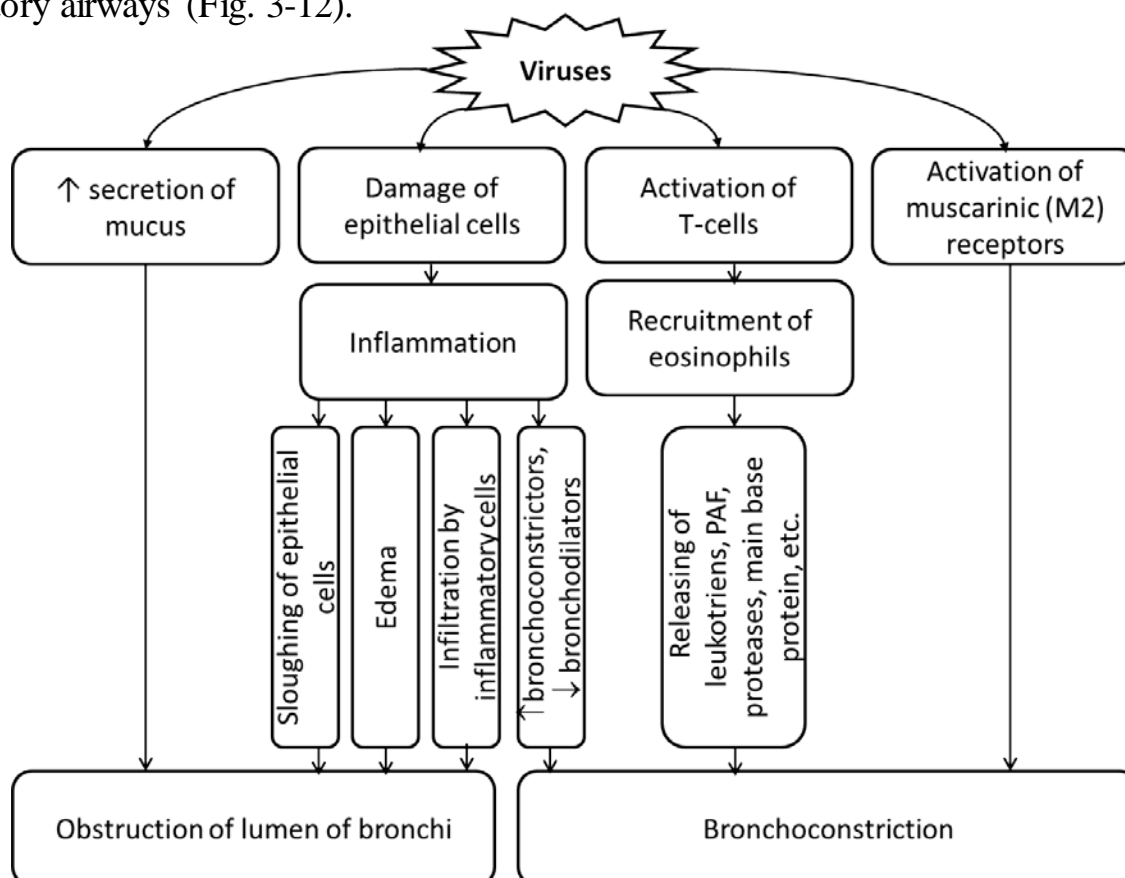 tory airways (Fig. 3-12).
Viruses
↑ secretion of
mucus
Damage of
epithelial cells
Activation of
T-cells
Activation of
muscarinic (M2)
receptors
Inflammation
Recruitment of
eosinophils
Sloughing of epithelial
cells
Edema
Infiltration by
inflammatory cells
↑bronchoconstrictors,
↓ bronchodilators
Releasing of
leukotriens, PAF,
proteases, main base
protein, etc.
Obstruction of lumen of bronchi
Bronchoconstriction